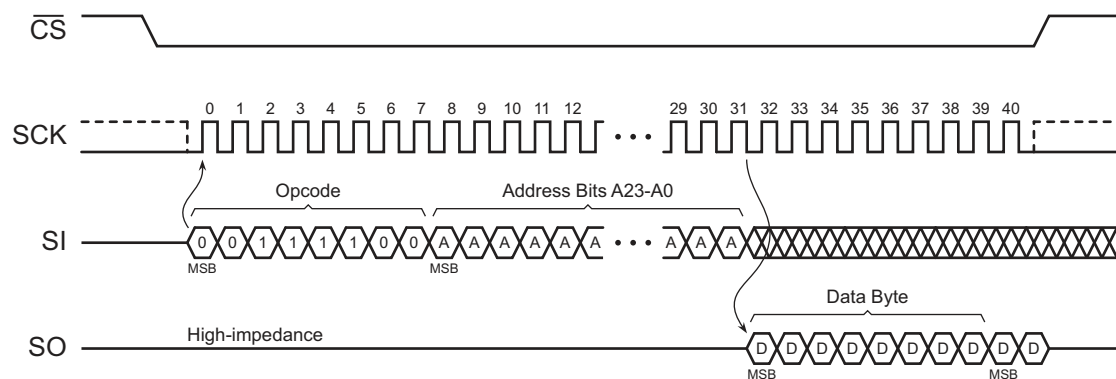 CS
SCK
0 1 2 3 4 5 6 7 8 9 10 11 12 29 30 31 32 33 34 35 36 37 38 39 40
Opcode Address Bits A23-A0
SI
0 0 1 1 1 1 0 0 A A A A A A ••• A A A
MSB MSB
Data Byte
High-impedance
SO
D D D D D D D D D D
MSB MSB